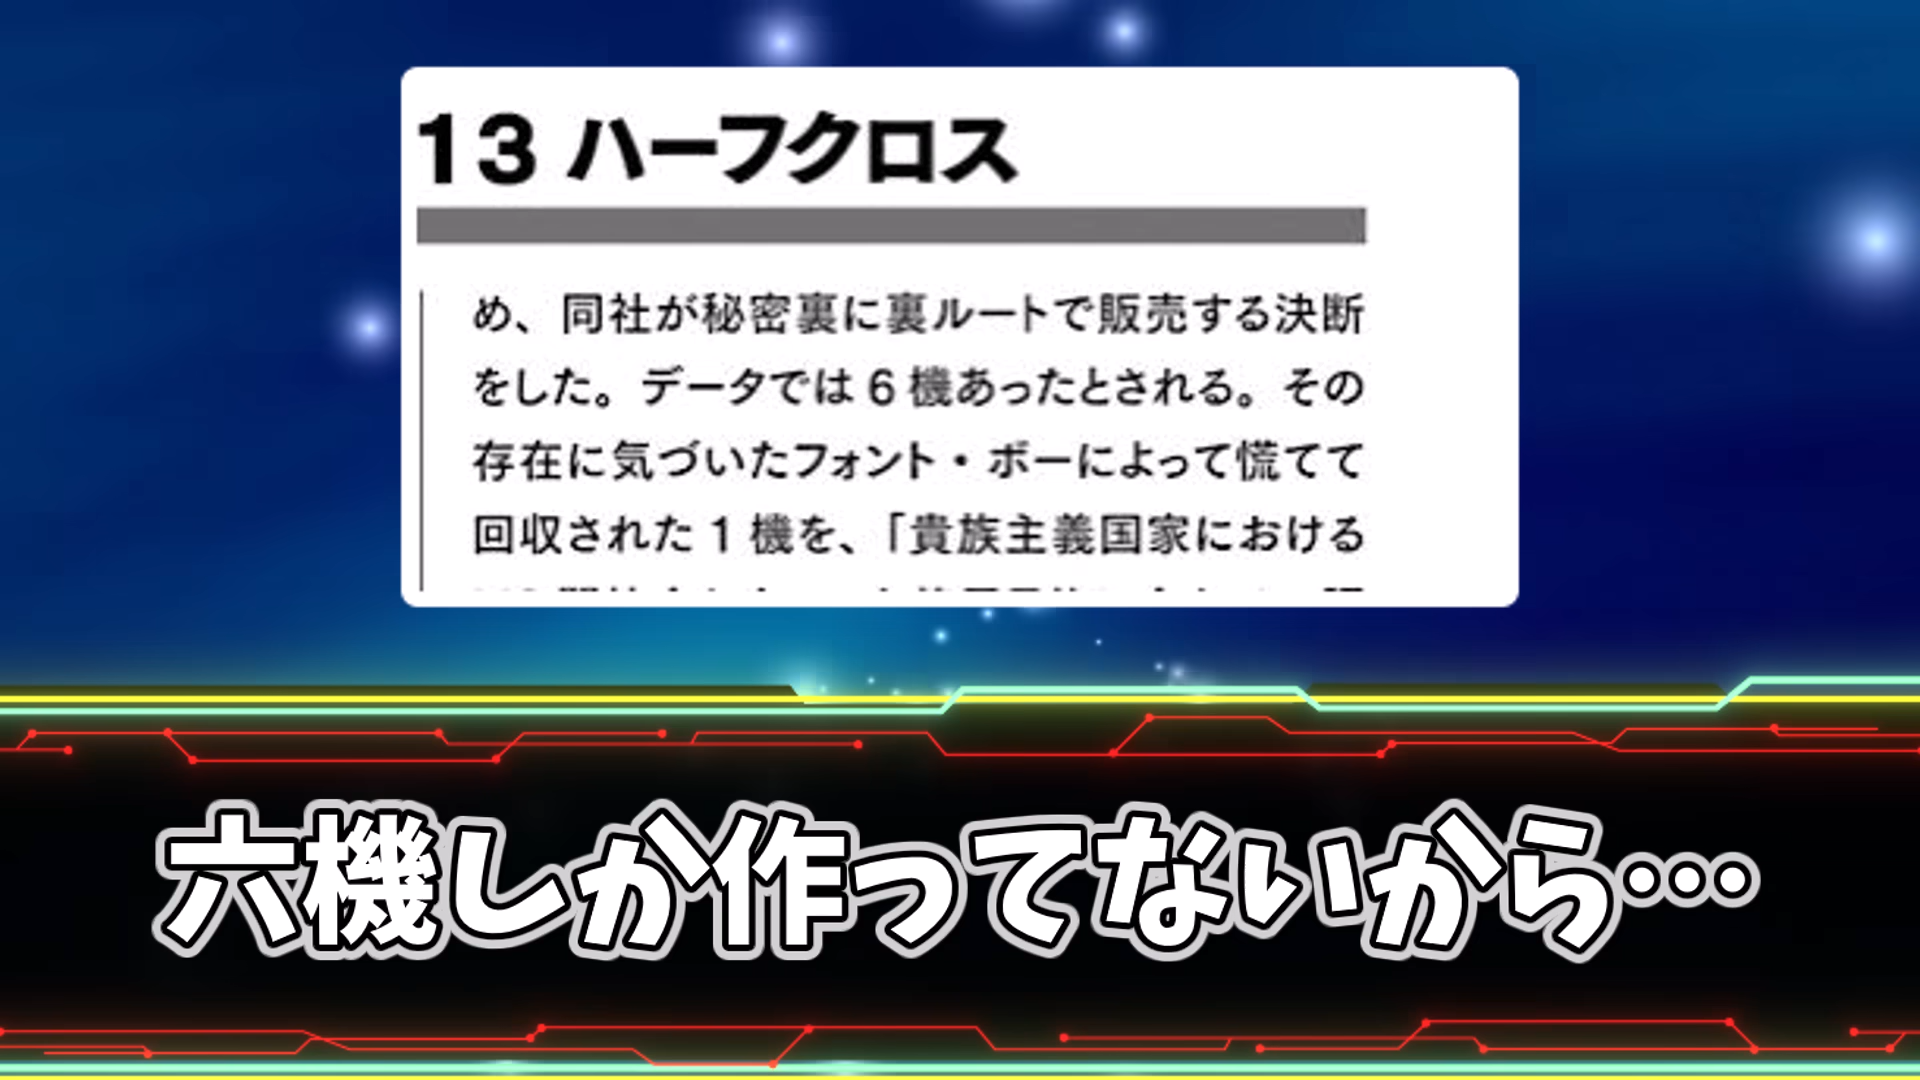 13 ハーフクロス
め、同社が秘密裏に裏ルートで販売する決断
をした。データでは6機あったとされる。その
存在に気づいたフォント・ボーによって慌てて
回収された1機を、「貴族主義国家における
六機しか作ってないから…